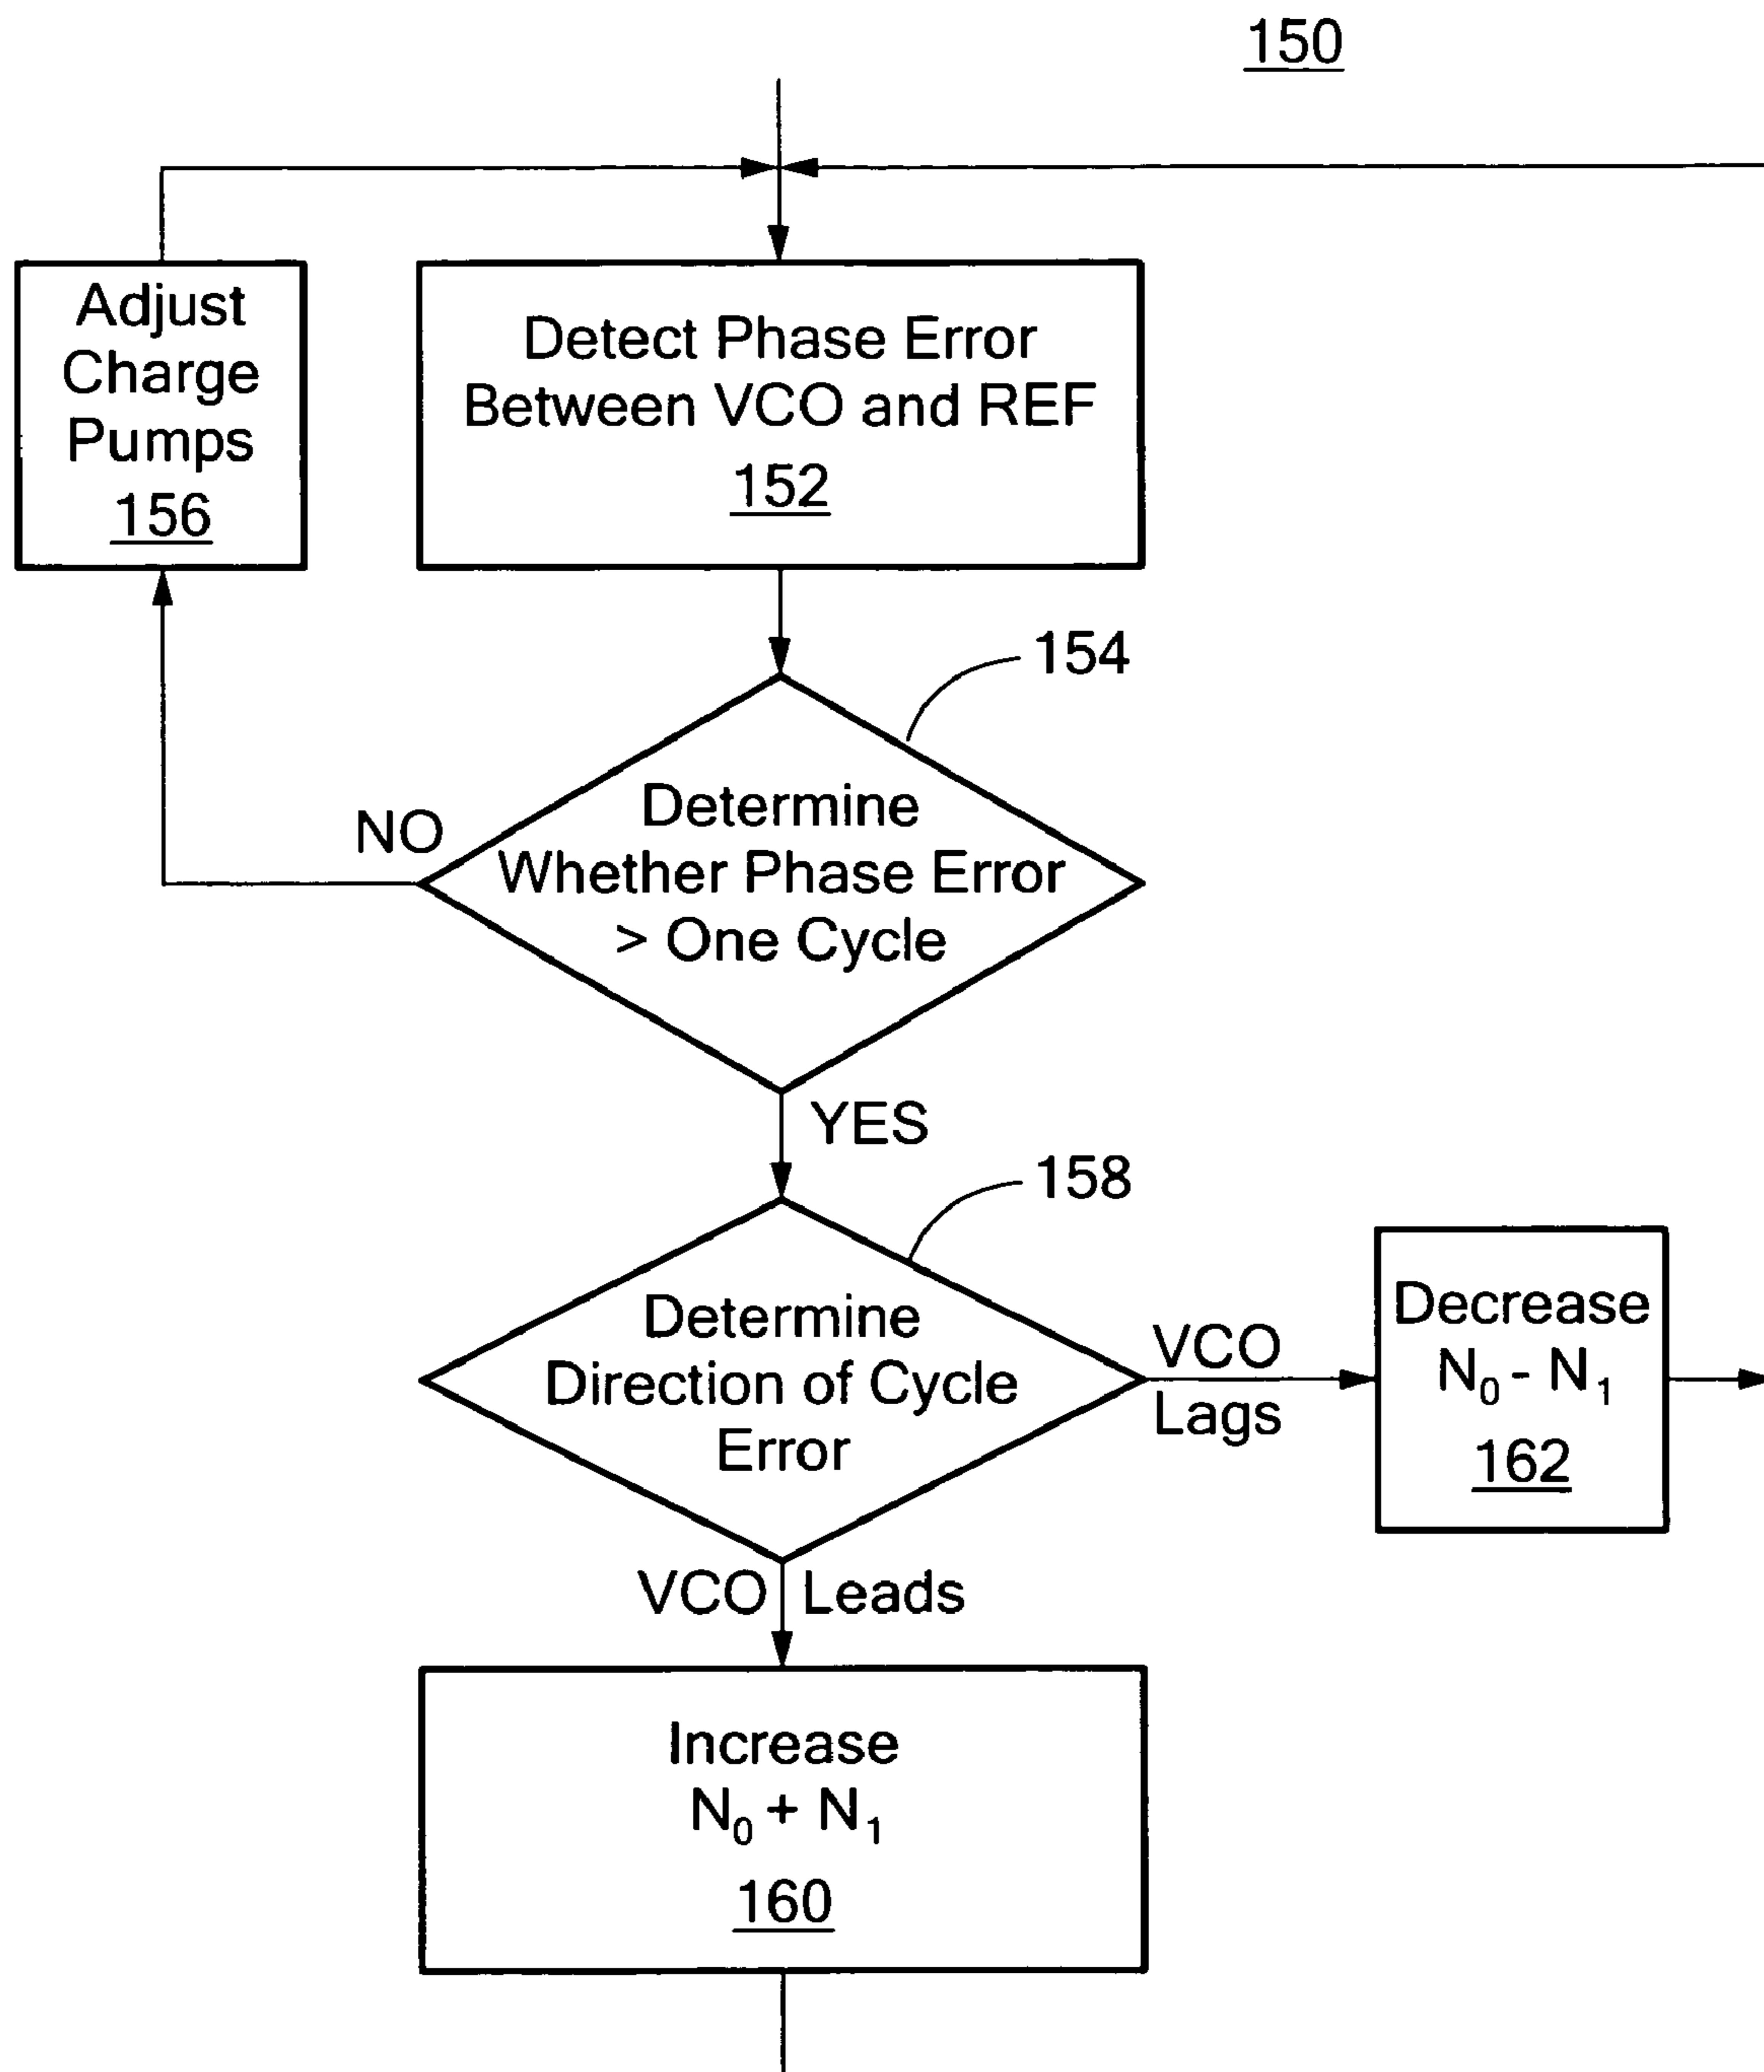 150
Adjust
Charge
Pumps
156
Detect Phase Error
Between VCO and REF
152
154
Determine
Whether Phase Error
> One Cycle
NO
YES
158
Determine
Direction of Cycle
Error
VCO
Lags
Decrease
N₀ - N₁
162
VCO Leads
Increase
N₀ + N₁
160